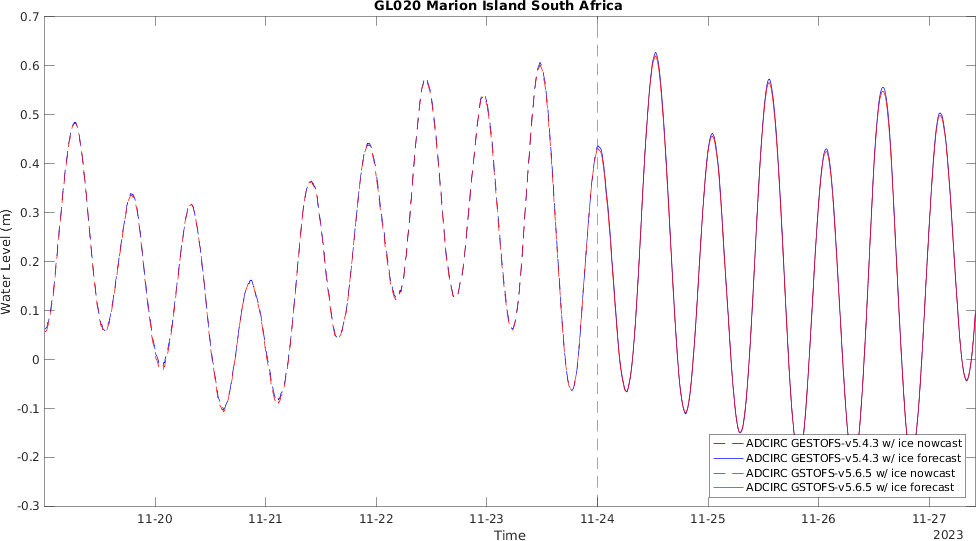 GL020 Marion Island South Africa
0.7
0.6
0.5
0.4
0.3
0.2
0.1
0
-0.1
-0.2
-0.3
Water Level (m)
ADCIRC GESTOFS-v5.4.3 w/ ice nowcast
ADCIRC GESTOFS-v5.4.3 w/ ice forecast
ADCIRC GSTOFS-v5.6.5 w/ ice nowcast
ADCIRC GSTOFS-v5.6.5 w/ ice forecast
11-20 11-21 11-22 11-23 11-24 11-25 11-26 11-27
Time
2023